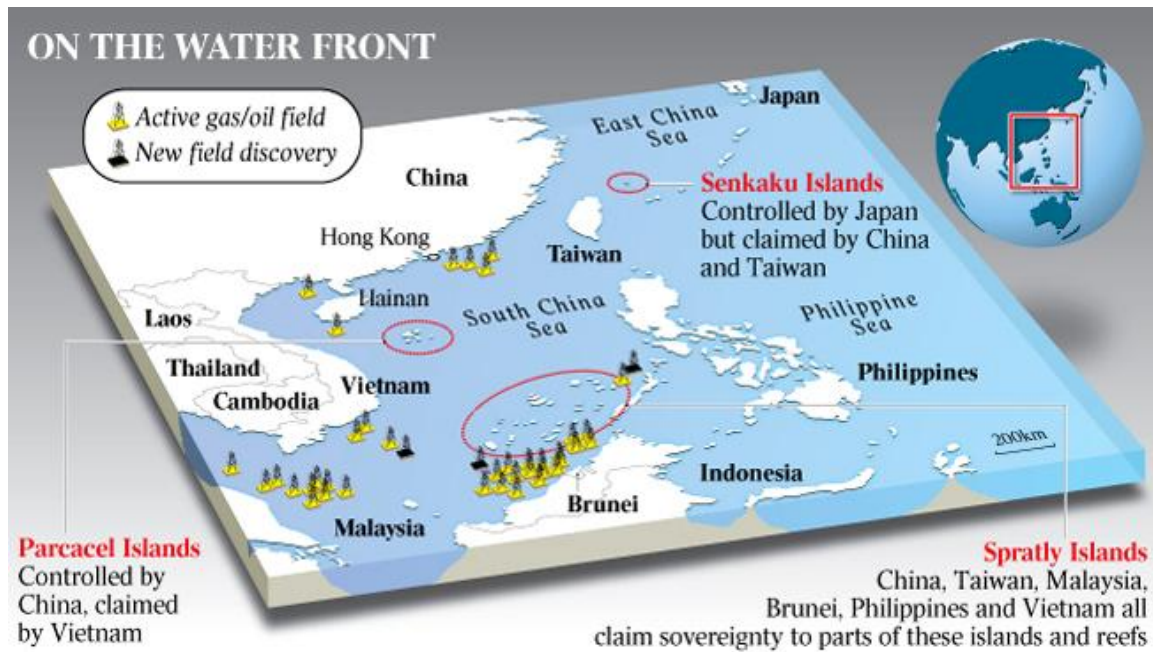 ON THE WATER FRONT
Active gas/oil field
New field discovery
Japan
East China
Sea
China
Senkaku Islands
Controlled by Japan
but claimed by China
and Taiwan
Hong Kong
Taiwan
Hainan
South China
Sea
Philippine
Sea
Laos
Thailand
Vietnam
Cambodia
Philippines
200km
Indonesia
Brunei
Malaysia
Parcacel Islands
Controlled by
China, claimed
by Vietnam
Spratly Islands
China, Taiwan, Malaysia,
Brunei, Philippines and Vietnam all
claim sovereignty to parts of these islands and reefs